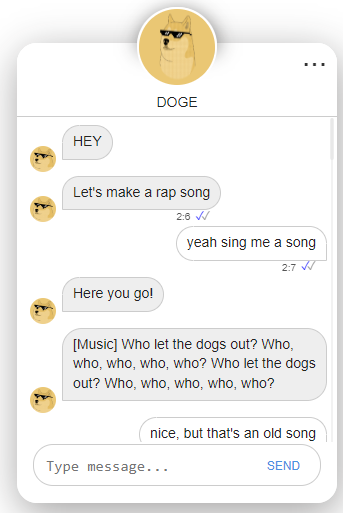 ...
DOGE
HEY
Let's make a rap song
2:6
yeah sing me a song
2:7
Here you go!
[Music] Who let the dogs out? Who,
who, who, who, who? Who let the dogs
out? Who, who, who, who, who?
nice, but that's an old song
Type message... SEND